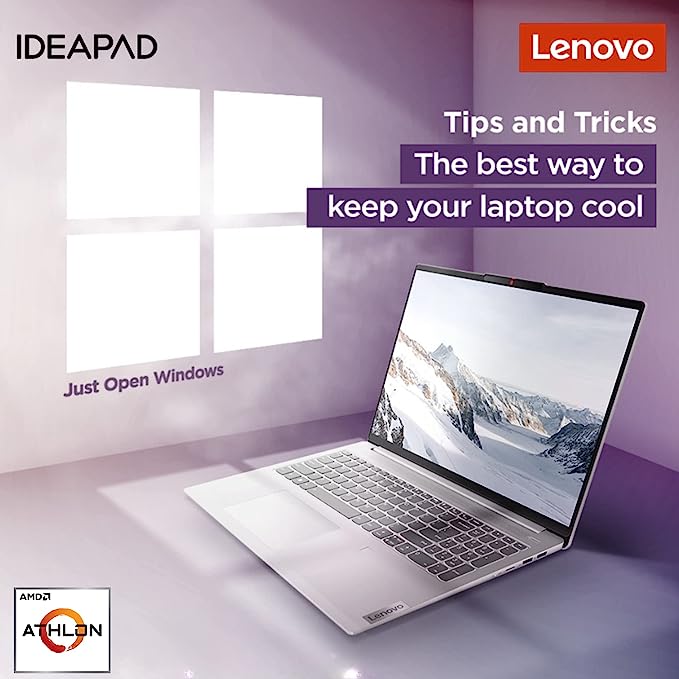 IDEAPAD
Lenovo
Tips and Tricks
The best way to
keep your laptop cool
Just Open Windows
Lenovo
AMD
ATHLON